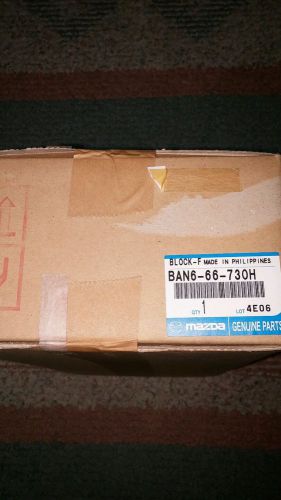 BLOCK-F MADE IN PHILIPPINES
BAN6-66-730H
QTY 1 LOT 4E06
mazda GENUINE PARTS